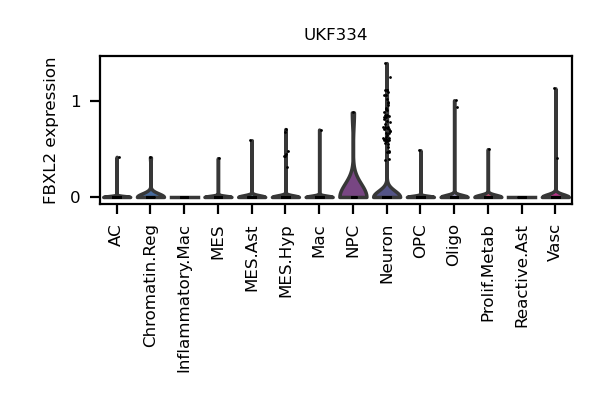 UKF334
FBXL2 expression
1
0
AC
Chromatin.Reg
Inflammatory.Mac
MES
MES.Ast
MES.Hyp
Mac
NPC
Neuron
OPC
Oligo
Prolif.Metab
Reactive.Ast
Vasc